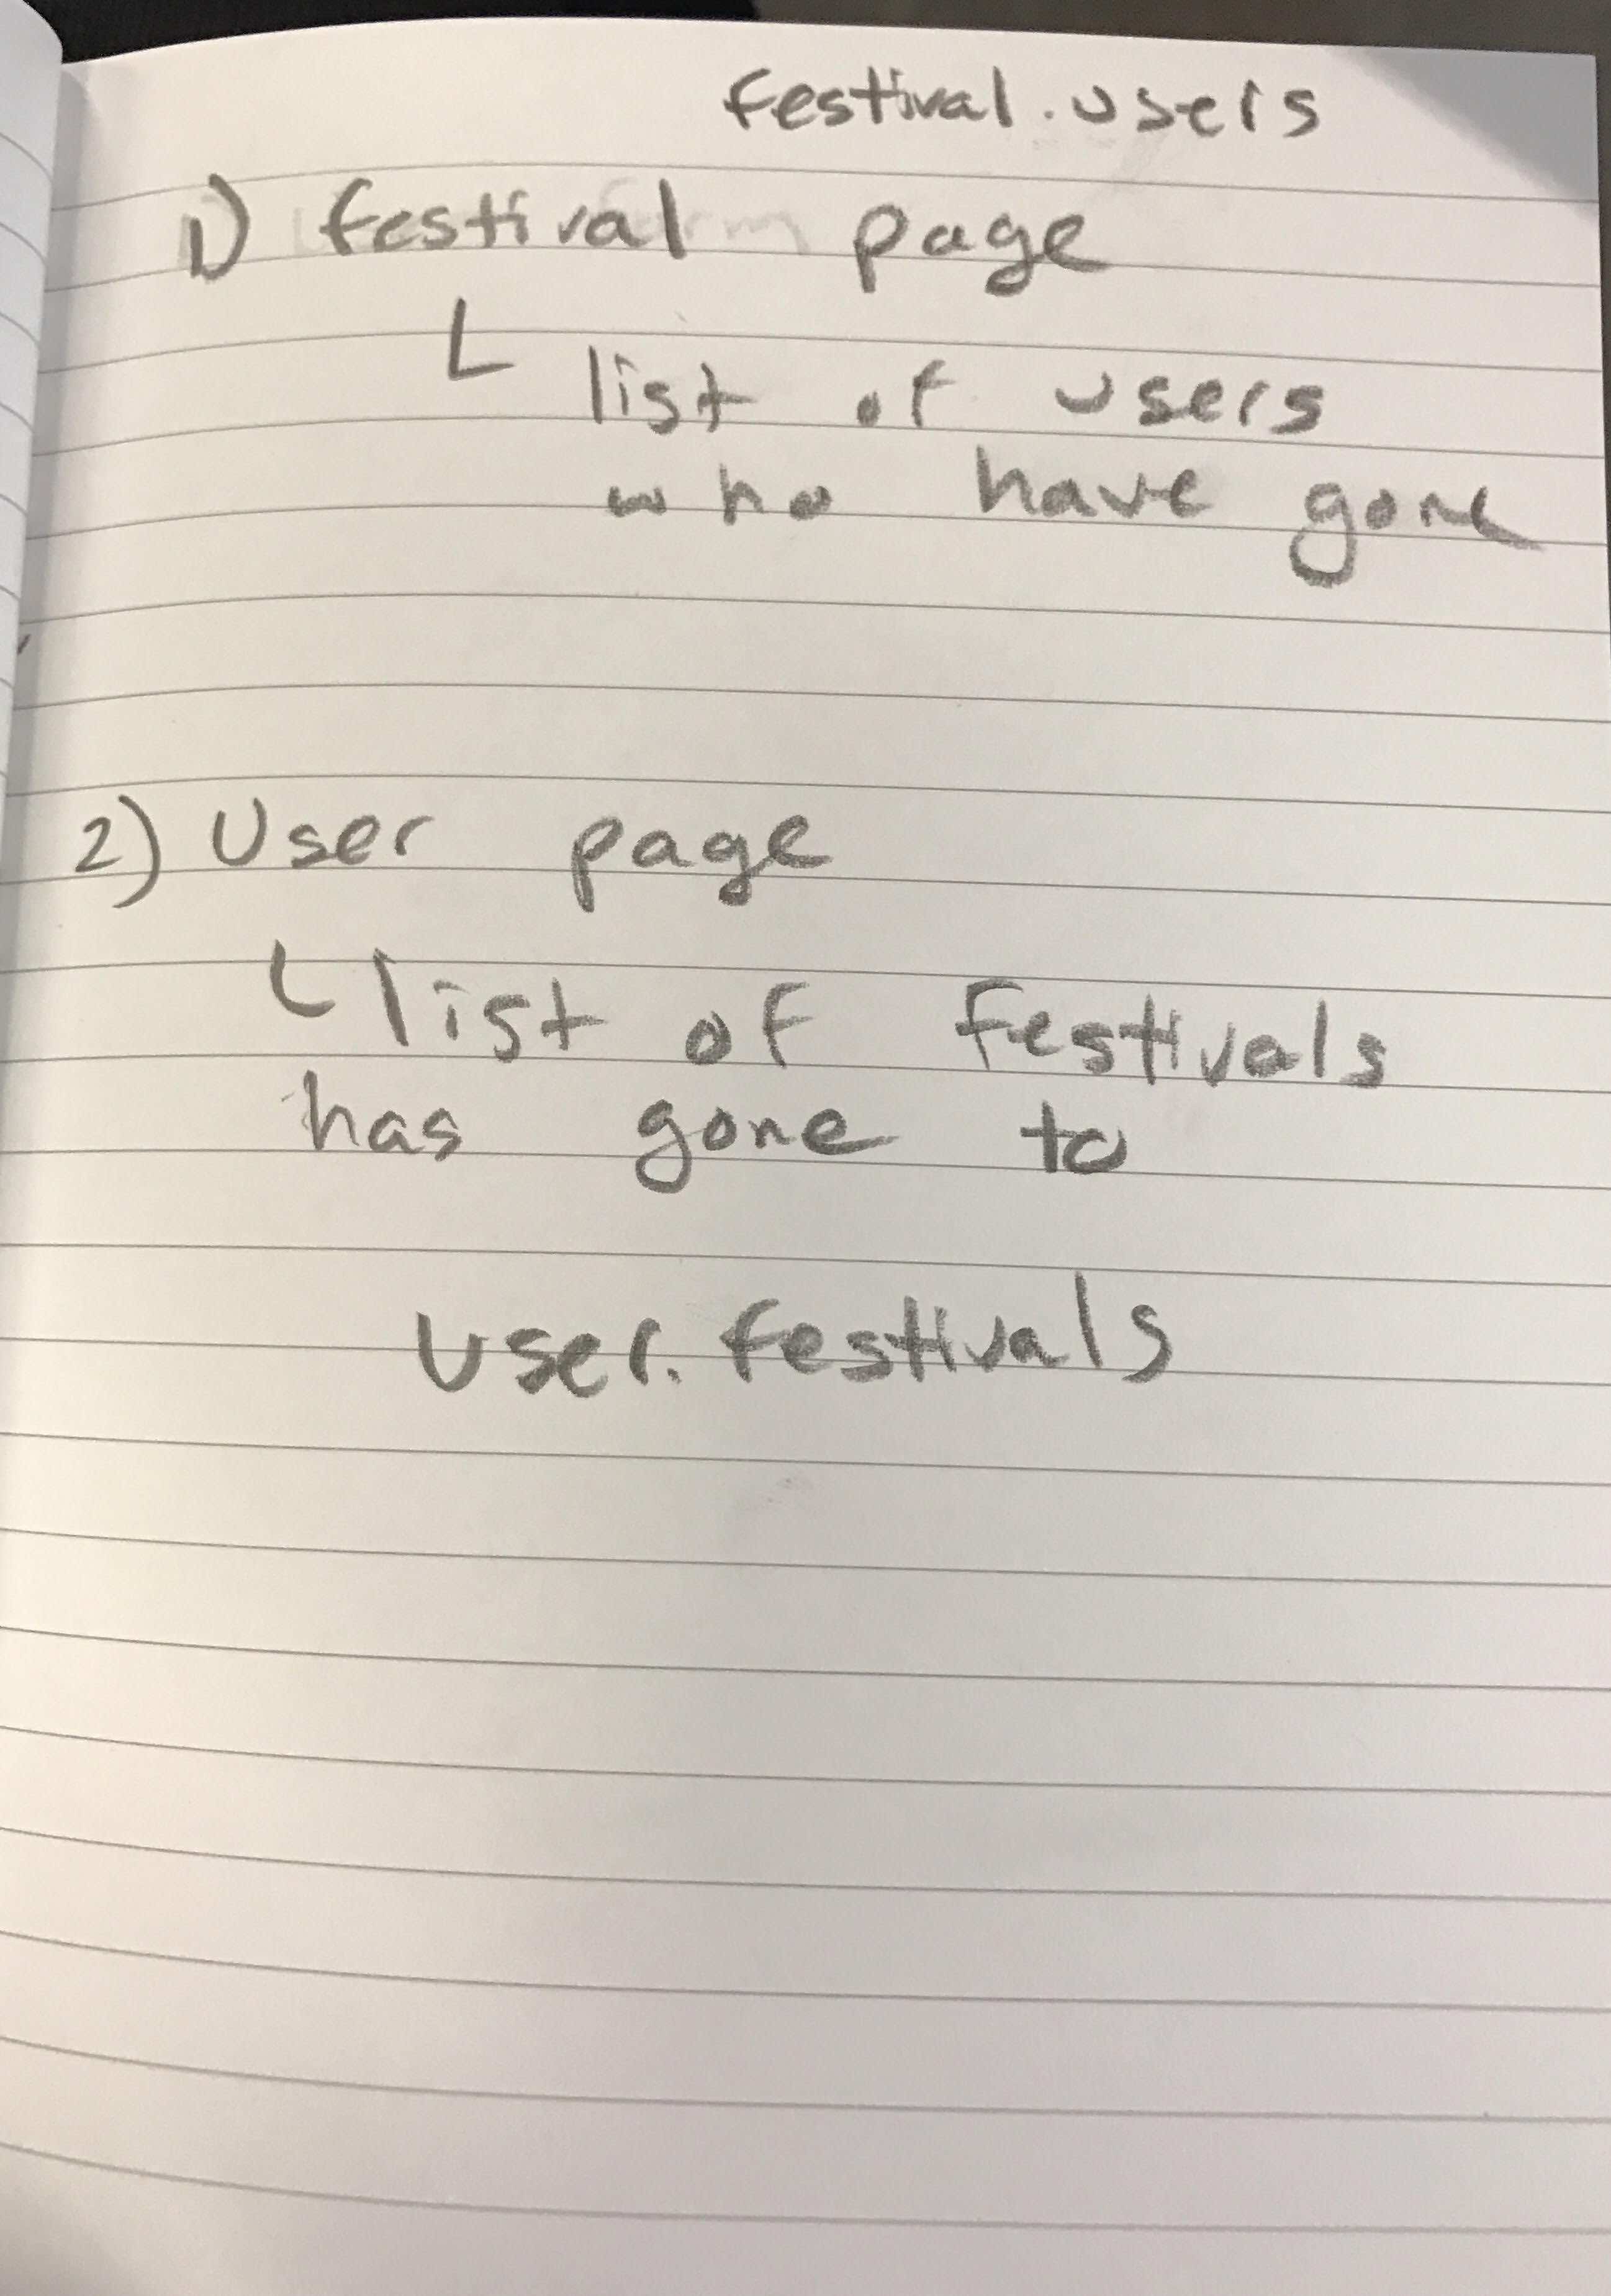 festival.users
1) festival page
└ list of users
who have gone
2) User page
└ list of festivals
has gone to
User.festivals